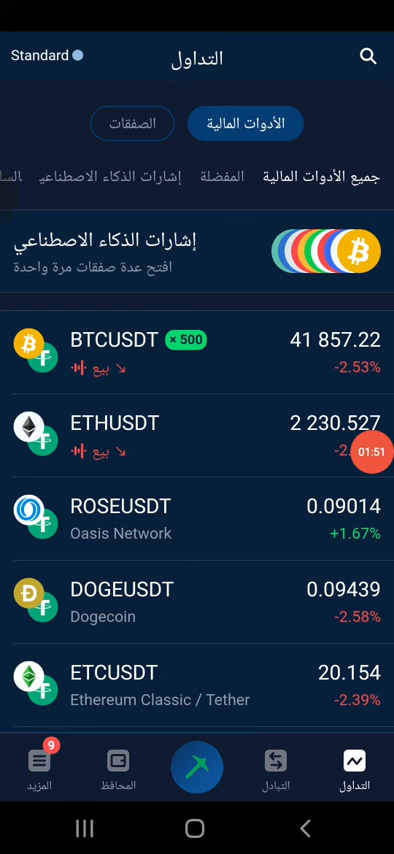 Standard
التداول
الأدوات المالية
الصفقات
جميع الأدوات المالية
المفضلة
إشارات الذكاء الاصطناعي
إشارات الذكاء الاصطناعي
افتح عدة صفقات مرة واحدة
BTCUSDT × 500 41 857.22
بيع -2.53%
ETHUSDT 2 230.527
بيع -2.
01:51
ROSEUSDT 0.09014
Oasis Network +1.67%
DOGEUSDT 0.09439
Dogecoin -2.58%
ETCUSDT 20.154
Ethereum Classic / Tether -2.39%
9
التداول
التبادل
المحافظ
المزيد